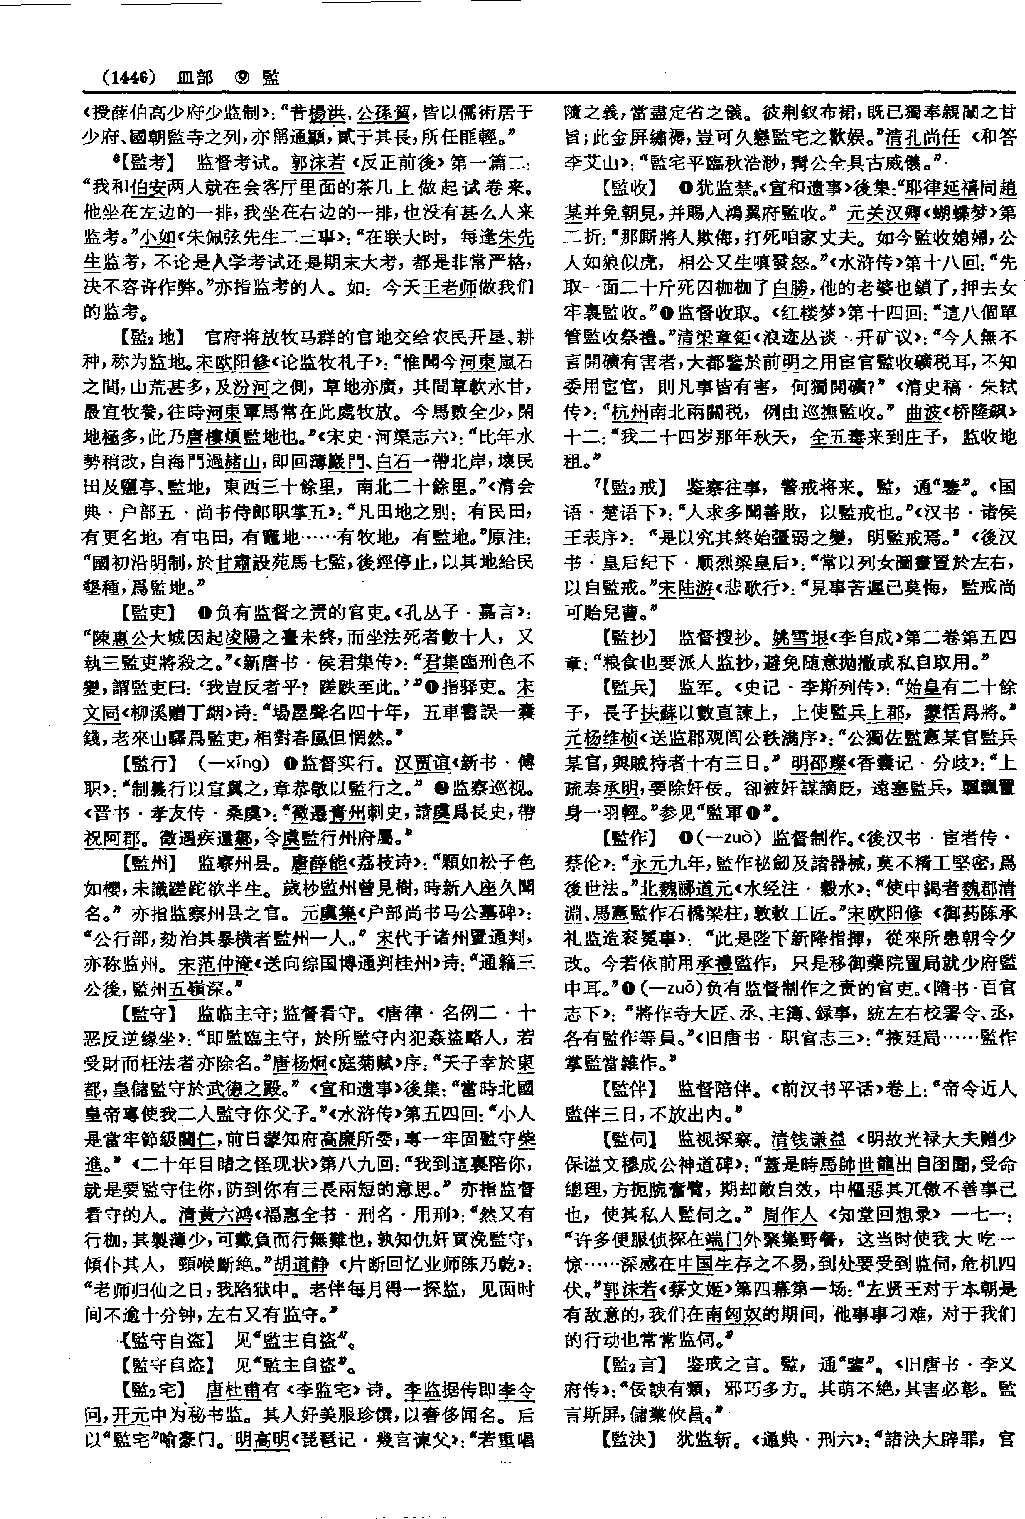 (1446) 皿部 ⑨ 監
《授薛伯高少府少监制》：“昔楊洪、公孫賀，皆以儒術居于
少府、國朝監寺之列，亦爲通顯，貳于其長，所任匪輕。”
⁶【監考】 监督考试。郭沫若《反正前後》第一篇二：
“我和伯安两人就在会客厅里面的茶几上做起试卷来。
他坐在左边的一排，我坐在右边的一排，也没有甚么人来
监考。”小如《朱佩弦先生二三事》：“在联大时，每逢朱先
生监考，不论是入学考试还是期末大考，都是非常严格，
决不容许作弊。”亦指监考的人。如：今天王老师做我们
的监考。
【監₂地】 官府将放牧马群的官地交给农民开垦、耕
种，称为监地。宋欧阳修《论监牧札子》：“惟聞今河東嵐石
之間，山荒甚多，及汾河之側，草地亦廣，其間草軟水甘，
最宜牧養，往時河東軍馬常在此處牧放。今馬數全少，閑
地極多，此乃唐樓煩監地也。”《宋史·河渠志六》：“比年水
勢稍改，自海門過赭山，即回薄巖門、白石一帶北岸，壞民
田及鹽亭、監地，東西三十餘里，南北二十餘里。”《清会
典·户部五·尚书侍郎职掌五》：“凡田地之别：有民田，
有更名地，有屯田，有竈地……有牧地，有監地。”原注：
“國初沿明制，於甘肅設苑馬七監，後經停止，以其地給民
墾種，爲監地。”
【監吏】 ❶负有监督之责的官吏。《孔丛子·嘉言》：
“陳惠公大城因起凌陽之臺未終，而坐法死者數十人，又
執三監吏將殺之。”《新唐书·侯君集传》：“君集臨刑色不
變，謂監吏曰：‘我豈反者乎？蹉跌至此。’”❷指驿吏。宋
文同《柳溪赠丁绸》诗：“場屋聲名四十年，五車書誤一囊
錢，老來山驛爲監吏，相對春風但惘然。”
【監行】 （—xíng）❶监督实行。汉贾谊《新书·傅
职》：“制義行以宣翼之，章恭敬以監行之。”❷监察巡视。
《晋书·孝友传·桑虞》：“徵遷青州刺史，請虞爲長史，帶
祝阿郡。徵遇疾還鄴，令虞監行州府屬。”
【監州】 监察州县。唐薛能《荔枝诗》：“顆如松子色
如櫻，未識蹉跎欲半生。歲杪監州曾見樹，時新入座久聞
名。”亦指监察州县之官。元虞集《户部尚书马公墓碑》：
“公行部，劾治其暴横者監州一人。”宋代于诸州置通判，
亦称监州。宋范仲淹《送向综国博通判桂州》诗：“通籍三
公後，監州五嶺深。”
【監守】 监临主守；监督看守。《唐律·名例二·十
恶反逆缘坐》：“即監臨主守，於所監守内犯姦盗略人，若
受財而枉法者亦除名。”唐杨炯《庭菊赋》序：“天子幸於東
都，皇儲監守於武德之殿。”《宣和遗事》後集：“當時北國
皇帝專使我二人監守你父子。”《水浒传》第五四回：“小人
是當牢節級藺仁，前日蒙知府高廉所委，專一牢固監守柴
進。”《二十年目睹之怪现状》第八九回：“我到這裏陪你，
就是要監守住你，防到你有三長兩短的意思。”亦指监督
看守的人。清黄六鸿《福惠全书·刑名·用刑》：“然又有
行枷，其製薄少，可戴負而行無難也，孰知仇奸買浼監守，
傾仆其人，頸喉斷絶。”胡道静《片断回忆业师陈乃乾》：
“老师归仙之日，我陷狱中。老伴每月得一探监，见面时
间不逾十分钟，左右又有监守。”
【監守自盗】 见“監主自盗”。
【監守自盜】 见“監主自盗”。
【監₂宅】 唐杜甫有《李监宅》诗。李监据传即李令
问，开元中为秘书监。其人好美服珍馔，以奢侈闻名。后
以“監宅”喻豪门。明高明《琵琶记·幾言谏父》：“若重唱
隨之義，當盡定省之儀。彼荆釵布裙，既已獨奉親闈之甘
旨；此金屏繡褥，豈可久戀監宅之歡娱。”清孔尚任《和答
李艾山》：“監宅平臨秋浩渺，羇公全具古威儀。”
【監收】 ❶犹监禁。《宣和遗事》後集：“耶律延禧同趙
某并免朝見，并賜入鴻翼府監收。”元关汉卿《蝴蝶梦》第
二折：“那厮將人欺侮，打死咱家丈夫。如今監收媳婦，公
人如狼似虎，相公又生嗔發怒。”《水浒传》第十八回：“先
取一面二十斤死囚枷枷了白勝，他的老婆也鎖了，押去女
牢裏監收。”❷监督收取。《红楼梦》第十四回：“這八個單
管監收祭禮。”清梁章鉅《浪迹丛谈·开矿议》：“今人無不
言開礦有害者，大都鑒於前明之用宦官監收礦税耳，不知
委用宦官，則凡事皆有害，何獨開礦？”《清史稿·朱轼
传》：“杭州南北兩關税，例由巡撫監收。”曲波《桥隆飙》
十二：“我二十四岁那年秋天，全五毒来到庄子，监收地
租。”
⁷【監₂戒】 鉴察往事，警戒将来。監，通“鑒”。《国
语·楚语下》：“人求多聞善敗，以監戒也。”《汉书·诸侯
王表序》：“是以究其終始彊弱之變，明監戒焉。”《後汉
书·皇后纪下·顺烈梁皇后》：“常以列女圖畫置於左右，
以自監戒。”宋陆游《悲歌行》：“見事苦遲已莫悔，監戒尚
可貽兒曹。”
【監抄】 监督搜抄。姚雪垠《李自成》第二卷第五四
章：“粮食也要派人监抄，避免随意抛撒或私自取用。”
【監兵】 监军。《史记·李斯列传》：“始皇有二十餘
子，長子扶蘇以數直諫上，上使監兵上郡，蒙恬爲將。”
元杨维桢《送监郡观闾公秩满序》：“公獨佐監憲某官監兵
某官，與賊持者十有三日。”明邵璨《香囊记·分歧》：“上
疏奏承明，要除奸佞。卻被奸謀謫貶，遠塞監兵，飄飄置
身一羽輕。”参见“監軍❶”。
【監作】 ❶（—zuò）监督制作。《後汉书·宦者传·
蔡伦》：“永元九年，監作祕劍及諸器械，莫不精工堅密，爲
後世法。”北魏郦道元《水经注·穀水》：“使中謁者魏郡清
淵、馬憲監作石橋梁柱，敦敕工匠。”宋欧阳修《御药陈承
礼监造衮冕事》：“此是陛下新降指揮，從來所患朝令夕
改。今若依前用承禮監作，只是移御藥院置局就少府監
中耳。”❷（—zuō）负有监督制作之责的官吏。《隋书·百官
志下》：“將作寺大匠、丞、主簿、録事，統左右校署令、丞，
各有監作等員。”《旧唐书·职官志三》：“掖廷局……監作
掌監當雜作。”
【監伴】 监督陪伴。《前汉书平话》卷上：“帝令近人
監伴三日，不放出内。”
【監伺】 监视探察。清钱谦益《明故光禄大夫赠少
保谥文穆成公神道碑》：“蓋是時馬帥世龍出自囹圄，受命
總理，方扼腕奮臂，期却敵自效，中樞惡其兀傲不善事己
也，使其私人監伺之。”周作人《知堂回想录》一七一：
“许多便服侦探在端门外聚集野餐，这当时使我大吃一
惊……深感在中国生存之不易，到处要受到监伺，危机四
伏。”郭沫若《蔡文姬》第四幕第一场：“左贤王对于本朝是
有敌意的，我们在南匈奴的期间，他事事刁难，对于我们
的行动也常常监伺。”
【監₂言】 鉴戒之言。監，通“鑒”。《旧唐书·李义
府传》：“佞諛有類，邪巧多方。其萌不絶，其害必彰。監
言斯屏，儲業攸昌。”
【監決】 犹监斩。《通典·刑六》：“諸決大辟罪，官